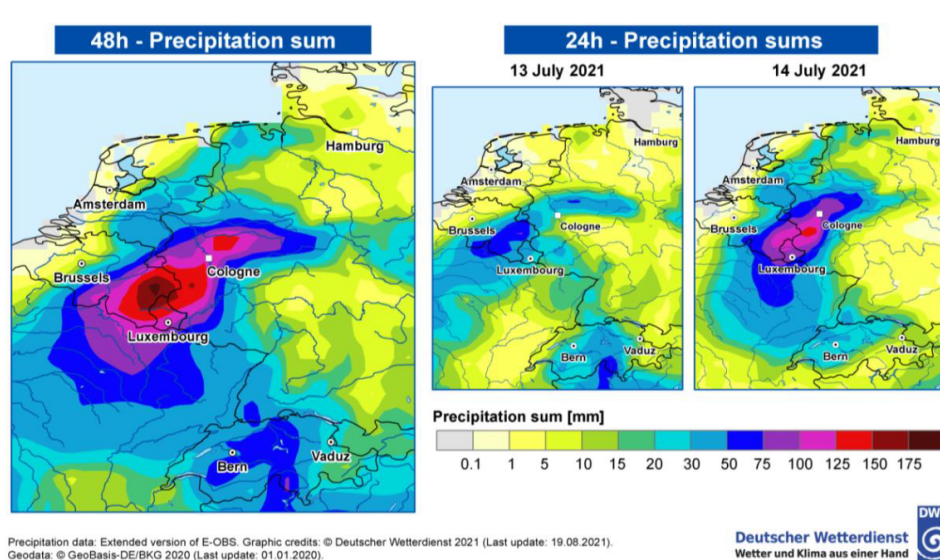 48h - Precipitation sum
Hamburg
Amsterdam
Brussels
Cologne
Luxembourg
Bern
Vaduz
24h - Precipitation sums
13 July 2021
Hamburg
Amsterdam
Brussels
Cologne
Luxembourg
Bern
Vaduz
14 July 2021
Hamburg
Amsterdam
Brussels
Cologne
Luxembourg
Bern
Vaduz
Precipitation sum [mm]
0.1 1 5 10 15 20 30 50 75 100 125 150 175
Precipitation data: Extended version of E-OBS. Graphic credits: © Deutscher Wetterdienst 2021 (Last update: 19.08.2021).
Geodata: © GeoBasis-DE/BKG 2020 (Last update: 01.01.2020).
Deutscher Wetterdienst
Wetter und Klima aus einer Hand
DW